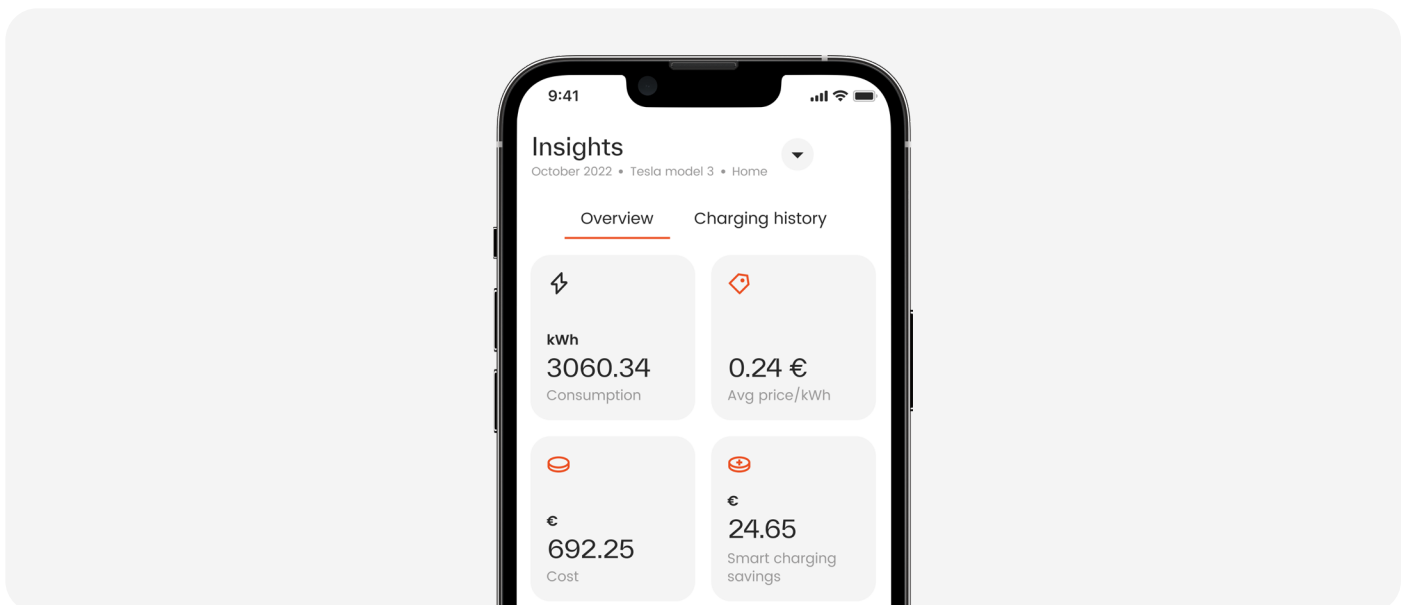 9:41
Insights
October 2022 • Tesla model 3 • Home
Overview
Charging history
kWh
3060.34
Consumption
0.24 €
Avg price/kWh
€
692.25
Cost
€
24.65
Smart charging
savings